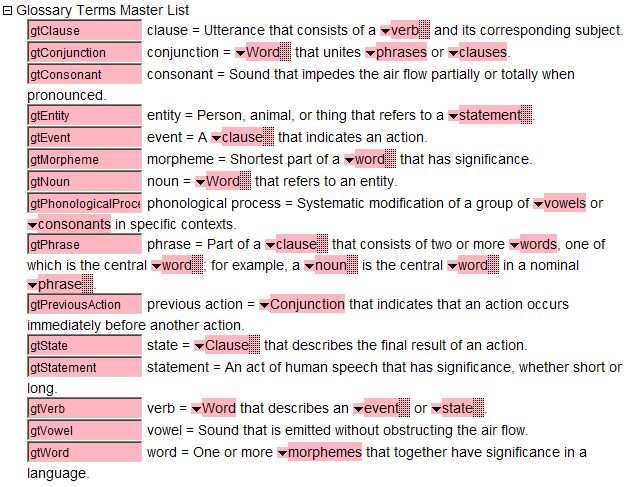 Glossary Terms Master List
gtClause clause = Utterance that consists of a verb and its corresponding subject.
gtConjunction conjunction = Word that unites phrases or clauses.
gtConsonant consonant = Sound that impedes the air flow partially or totally when
pronounced.
gtEntity entity = Person, animal, or thing that refers to a statement.
gtEvent event = A clause that indicates an action.
gtMorpheme morpheme = Shortest part of a word that has significance.
gtNoun noun = Word that refers to an entity.
gtPhonologicalProce phonological process = Systematic modification of a group of vowels or
consonants in specific contexts.
gtPhrase phrase = Part of a clause that consists of two or more words, one of
which is the central word; for example, a noun is the central word in a nominal
phrase.
gtPreviousAction previous action = Conjunction that indicates that an action occurs
immediately before another action.
gtState state = Clause that describes the final result of an action.
gtStatement statement = An act of human speech that has significance, whether short or
long.
gtVerb verb = Word that describes an event or state.
gtVowel vowel = Sound that is emitted without obstructing the air flow.
gtWord word = One or more morphemes that together have significance in a
language.